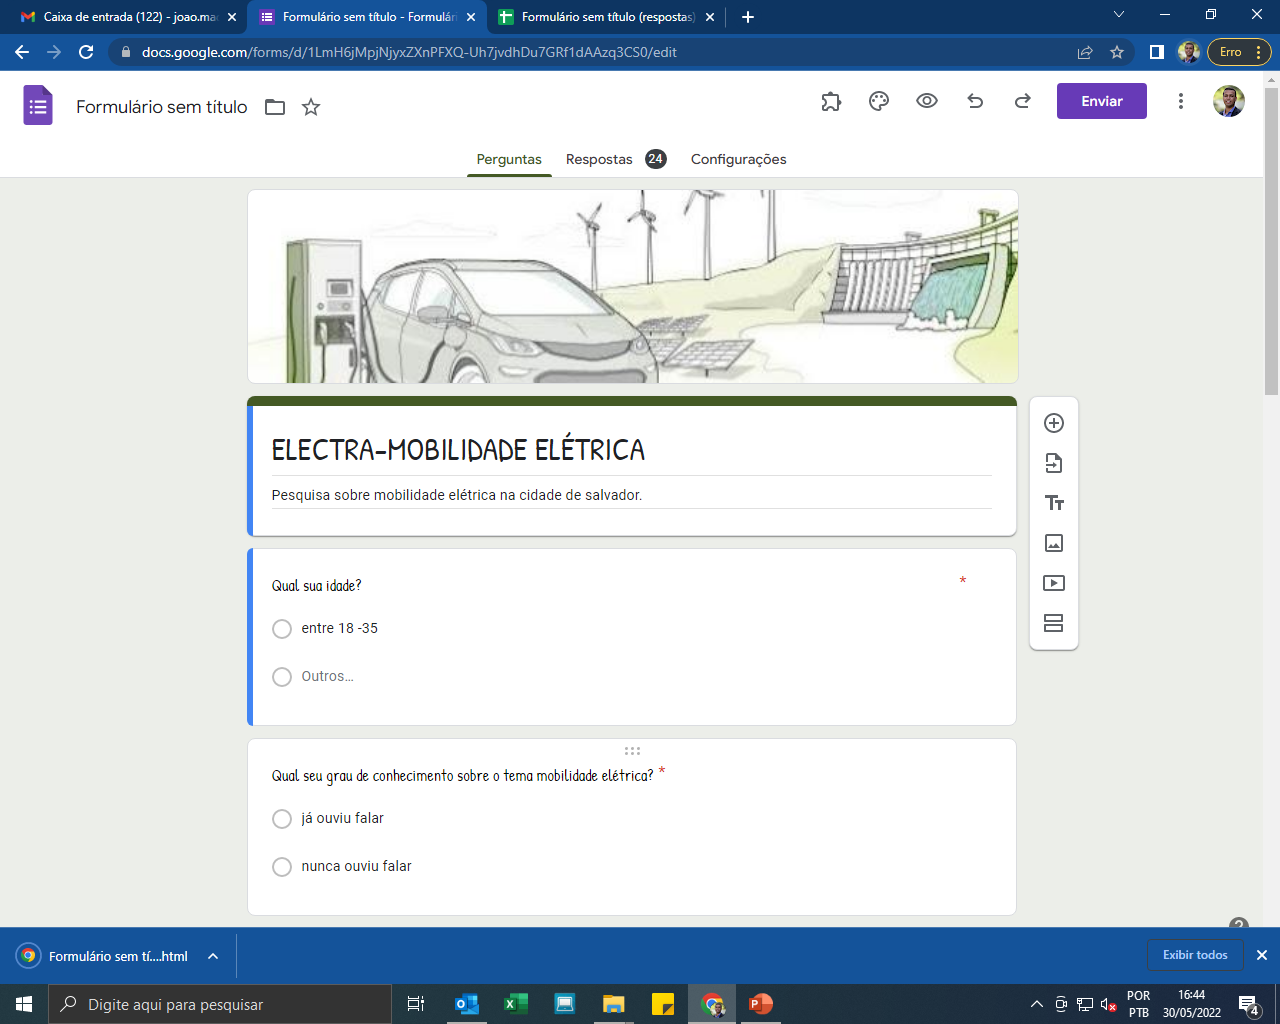 Caixa de entrada (122) - joao.ma
Formulário sem título - Formulári
Formulário sem título (respostas)
docs.google.com/forms/d/1LmH6jMpjNjyxZXnPFXQ-Uh7jvdhDu7GRf1dAAzq3CS0/edit
Erro
Formulário sem título
Enviar
Perguntas
Respostas 24
Configurações
ELECTRA-MOBILIDADE ELÉTRICA
Pesquisa sobre mobilidade elétrica na cidade de salvador.
Qual sua idade? *
entre 18 -35
Outros...
Qual seu grau de conhecimento sobre o tema mobilidade elétrica? *
já ouviu falar
nunca ouviu falar
Formulário sem tí....html
Exibir todos
Digite aqui para pesquisar
POR
PTB
16:44
30/05/2022
4